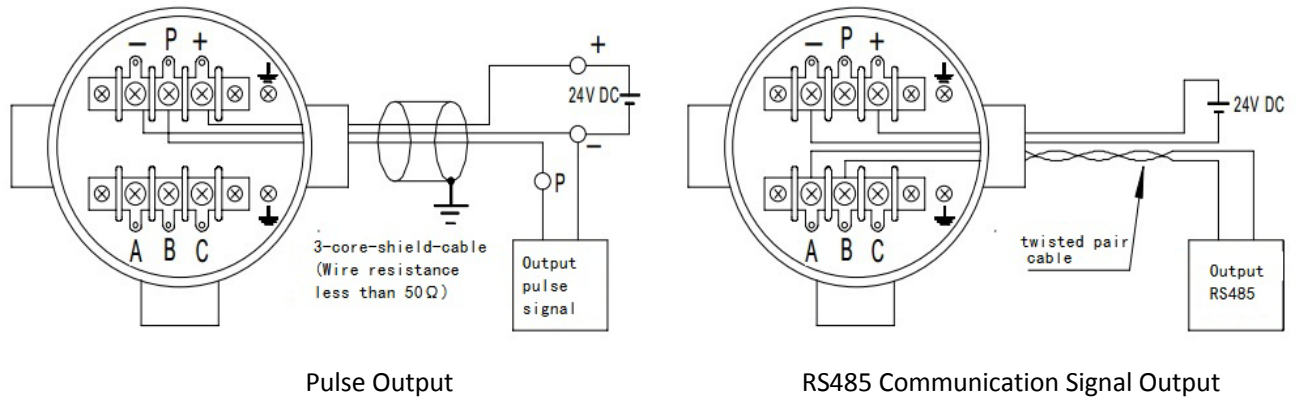 − P +
+
24V DC
−
P
A B C
3-core-shield-cable
(Wire resistance
less than 50Ω)
Output
pulse
signal
Pulse Output
− P +
24V DC
A B C
twisted pair
cable
Output
RS485
RS485 Communication Signal Output